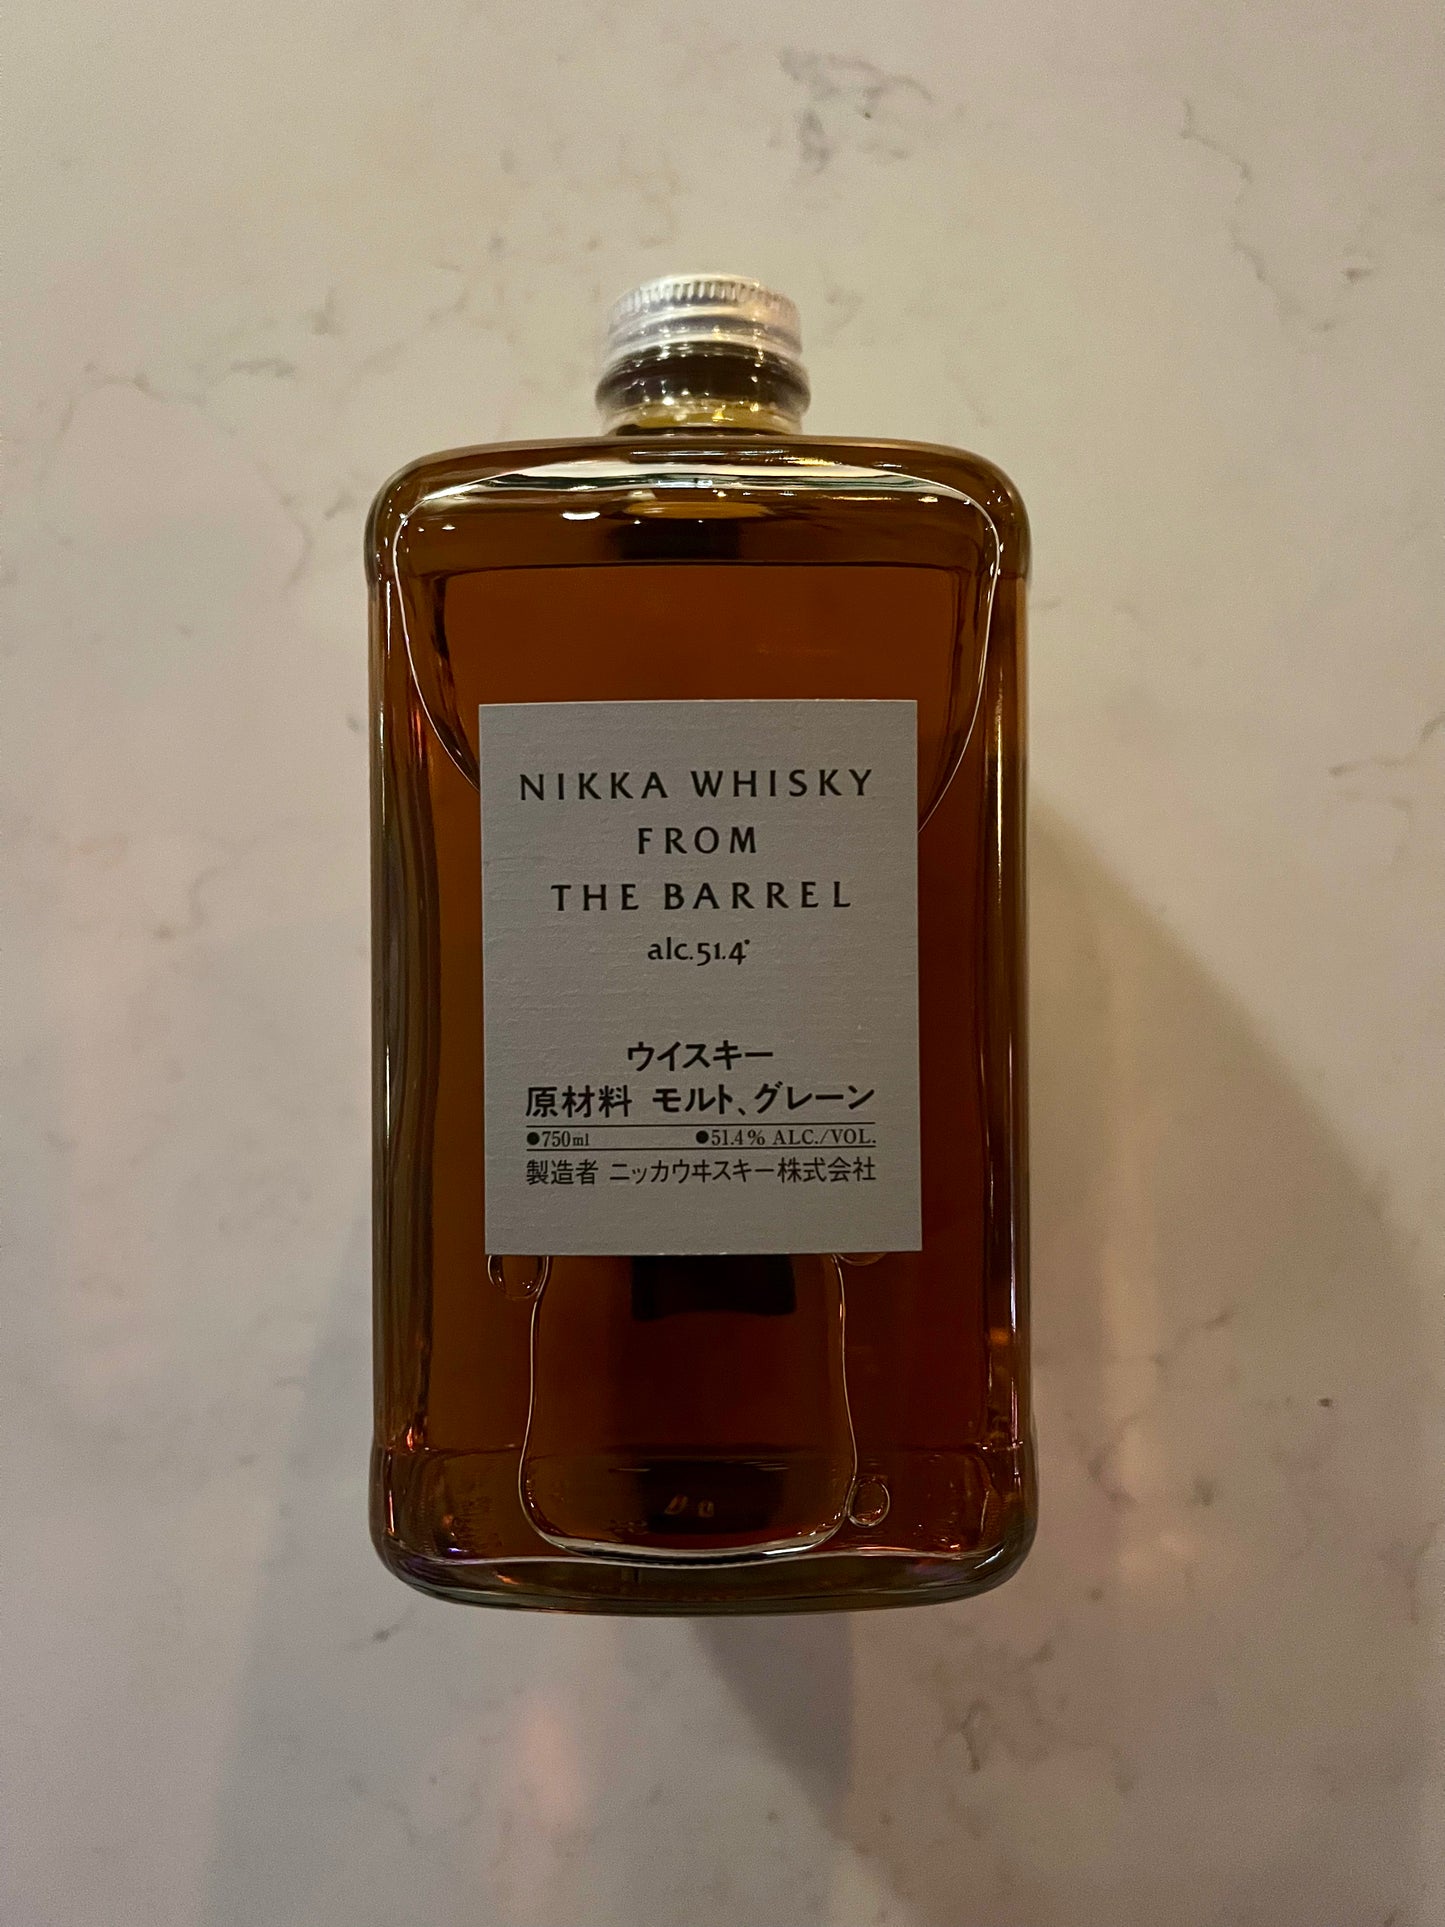 NIKKA WHISKY
FROM
THE BARREL
alc.51.4°
ウイスキー
原材料 モルト、グレーン
●750ml ●51.4% ALC./VOL.
製造者 ニッカウヰスキー株式会社